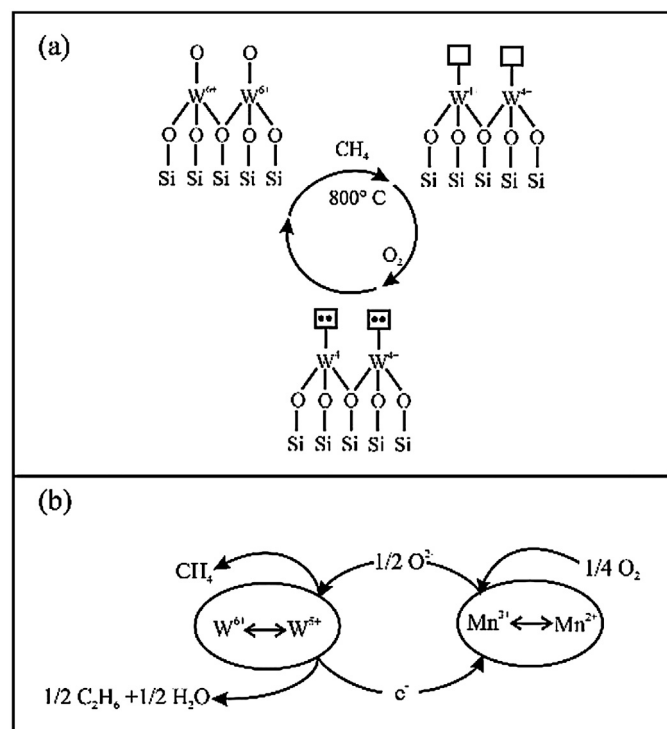 (a)
O O
W⁶⁺ W⁶⁺
O O O O O
Si Si Si Si Si
W⁴⁻
O O O O O
Si Si Si Si Si
CH₄
800° C
O₂
W⁴ W⁴⁻
O O O O O
Si Si Si Si Si
(b)
CH₄ 1/2 O²⁻ 1/4 O₂
W⁶⁺ W⁵⁺ Mn³⁺ Mn²⁺
1/2 C₂H₆ +1/2 H₂O e⁻